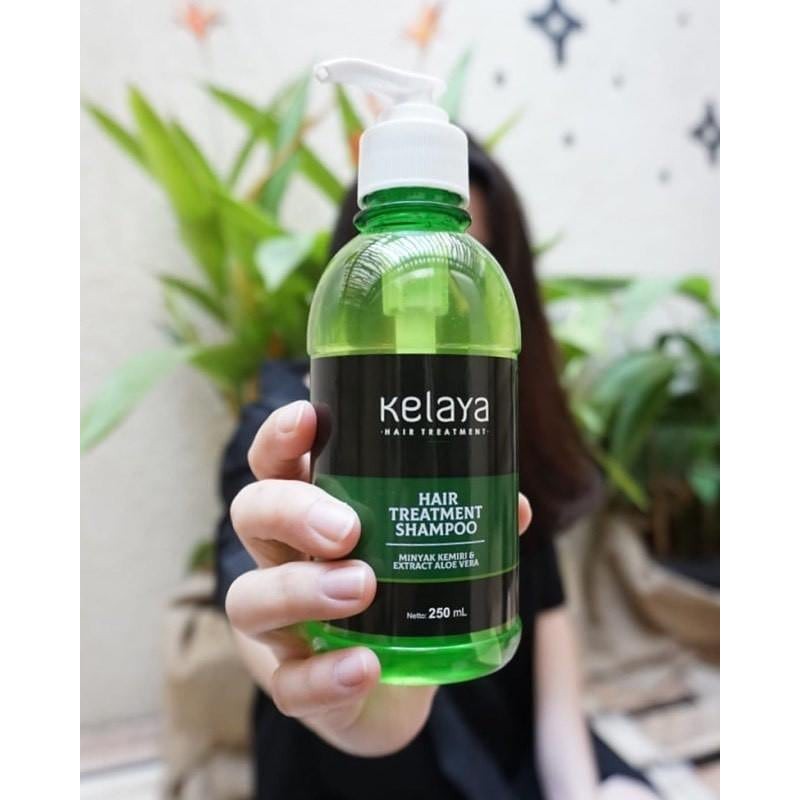 Kelaya
·HAIR TREATMENT·
HAIR
TREATMENT
SHAMPOO
MINYAK KEMIRI &
EXTRACT ALOE VERA
Netto: 250 mL